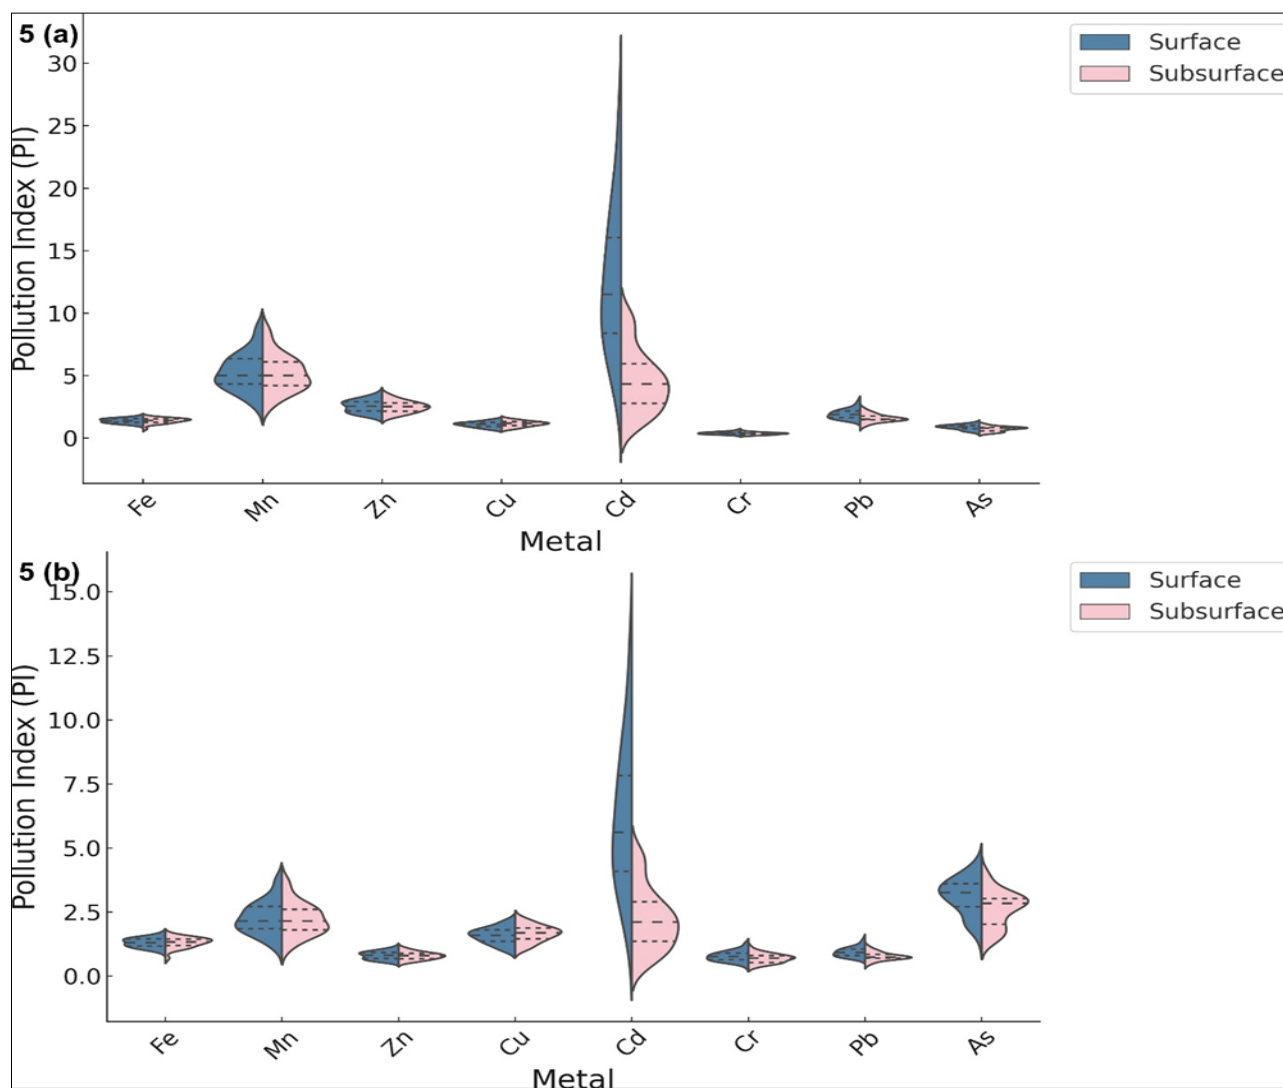 5 (a)
Surface
Subsurface
30
25
20
15
10
5
0
Pollution Index (PI)
Fe Mn Zn Cu Cd Cr Pb As
Metal
5 (b)
Surface
Subsurface
15.0
12.5
10.0
7.5
5.0
2.5
0.0
Pollution Index (PI)
Fe Mn Zn Cu Cd Cr Pb As
Metal